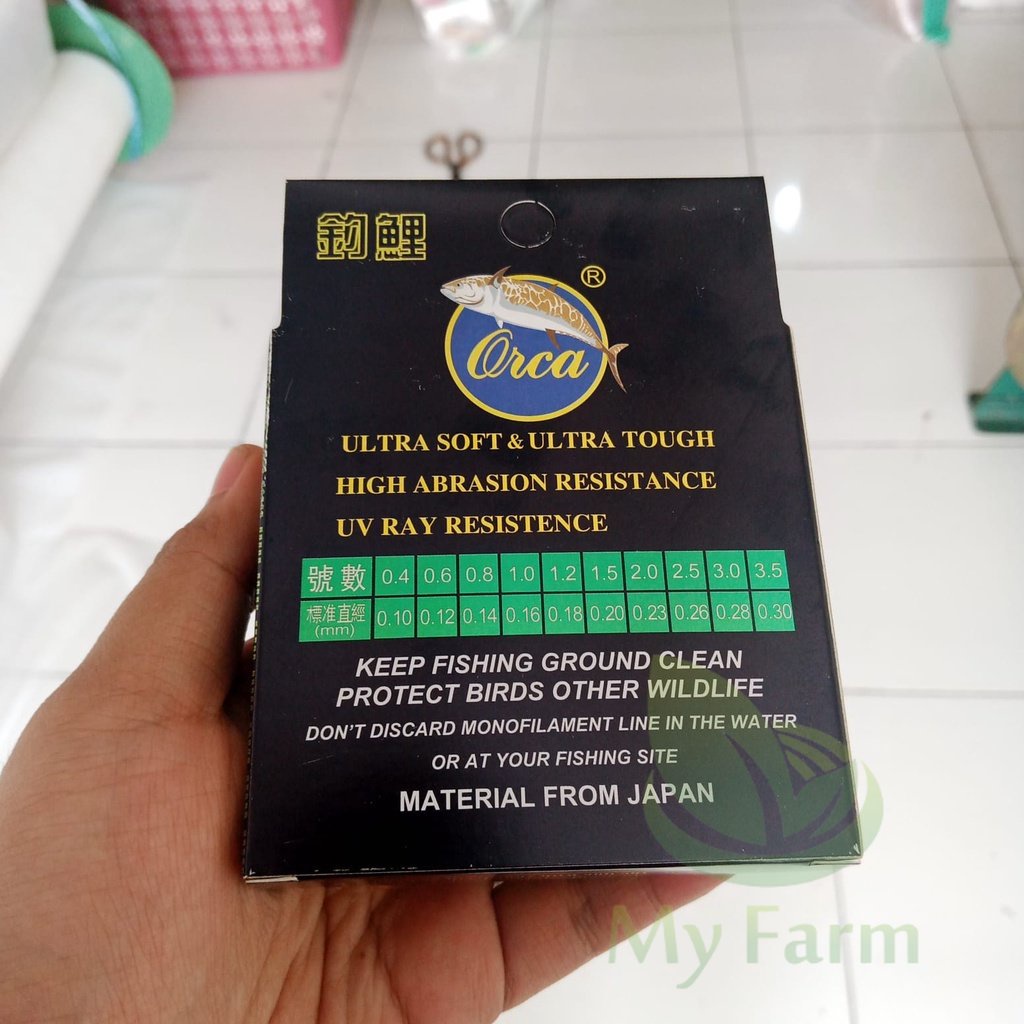 鈎鯉
®
Orca
ULTRA SOFT & ULTRA TOUGH
HIGH ABRASION RESISTANCE
UV RAY RESISTENCE
號數 0.4 0.6 0.8 1.0 1.2 1.5 2.0 2.5 3.0 3.5
標准直經 (mm) 0.10 0.12 0.14 0.16 0.18 0.20 0.23 0.26 0.28 0.30
KEEP FISHING GROUND CLEAN
PROTECT BIRDS OTHER WILDLIFE
DON'T DISCARD MONOFILAMENT LINE IN THE WATER
OR AT YOUR FISHING SITE
MATERIAL FROM JAPAN
My Farm